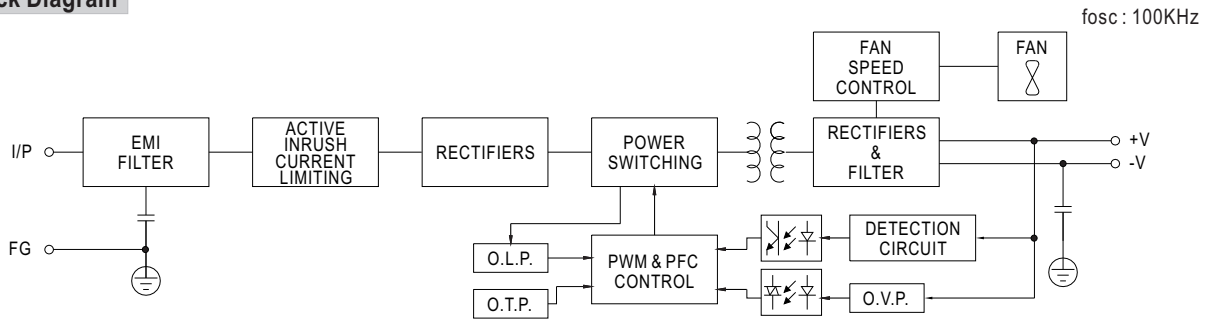 ck Diagram
fosc : 100KHz
FAN
SPEED
CONTROL
FAN
I/P
EMI
FILTER
ACTIVE
INRUSH
CURRENT
LIMITING
RECTIFIERS
POWER
SWITCHING
RECTIFIERS
&
FILTER
+V
-V
FG
O.L.P.
PWM & PFC
CONTROL
DETECTION
CIRCUIT
O.T.P.
O.V.P.